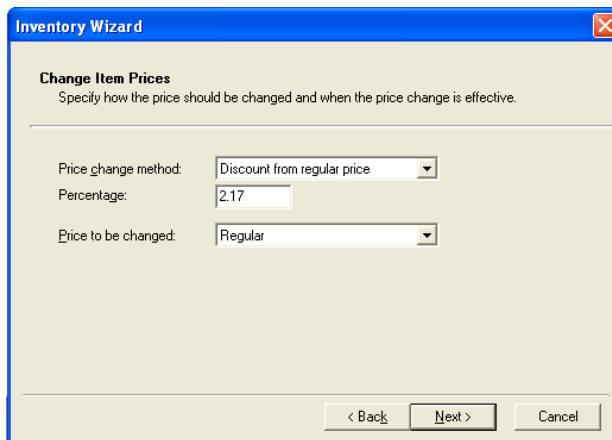 Inventory Wizard
Change Item Prices
Specify how the price should be changed and when the price change is effective.
Price change method: Discount from regular price
Percentage: 2.17
Price to be changed: Regular
< Back Next > Cancel